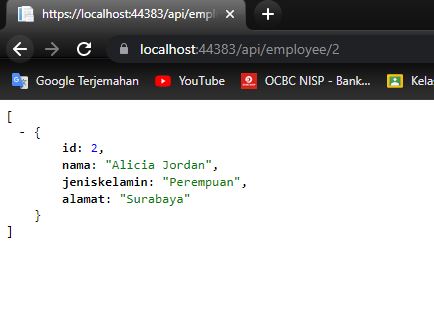 https://localhost:44383/api/empl
localhost:44383/api/employee/2
Google Terjemahan
YouTube
OCBC NISP - Bank...
Kelas
[
- {
id: 2,
nama: "Alicia Jordan",
jeniskelamin: "Perempuan",
alamat: "Surabaya"
}
]